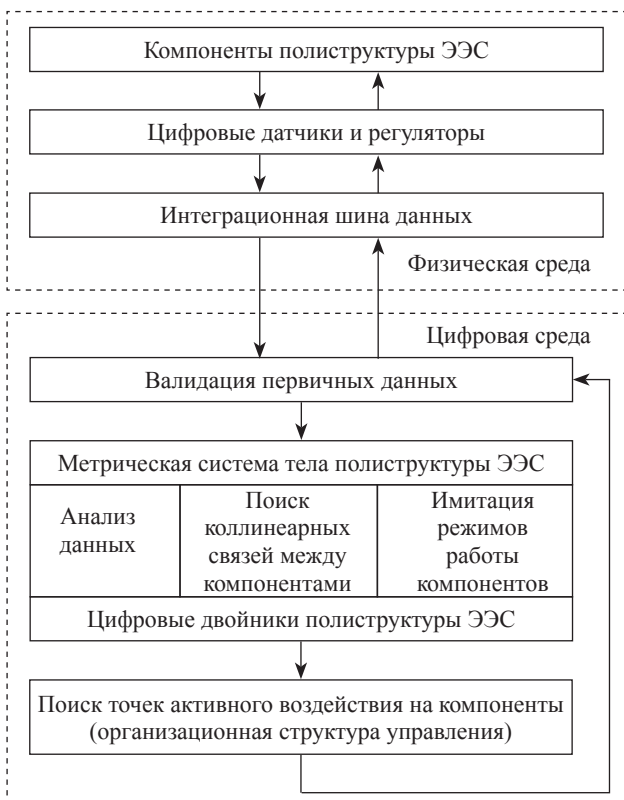 Компоненты полиструктуры ЭЭС
Цифровые датчики и регуляторы
Интеграционная шина данных
Физическая среда
Цифровая среда
Валидация первичных данных
Метрическая система тела полиструктуры ЭЭС
Анализ
данных
Поиск
коллинеарных
связей между
компонентами
Имитация
режимов
работы
компонентов
Цифровые двойники полиструктуры ЭЭС
Поиск точек активного воздействия на компоненты
(организационная структура управления)